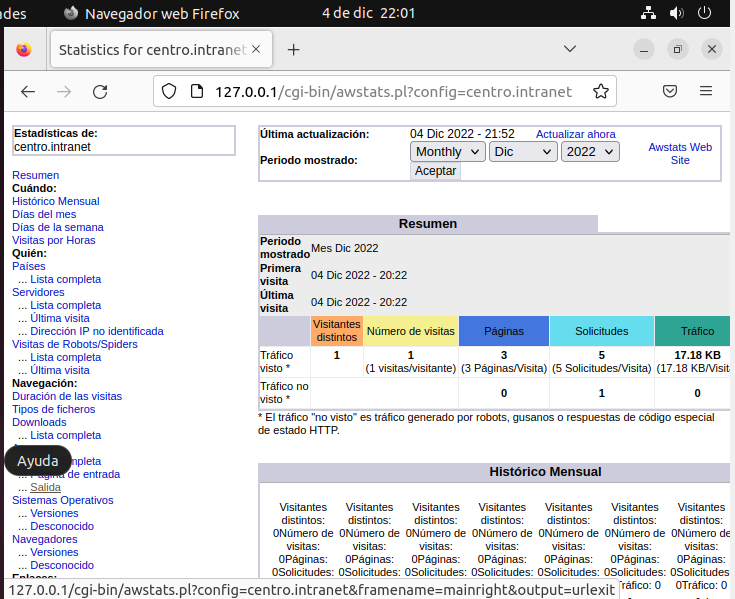 des Navegador web Firefox 4 de dic 22:01
Statistics for centro.intranet
127.0.0.1/cgi-bin/awstats.pl?config=centro.intranet
Estadísticas de:
centro.intranet
Resumen
Cuándo:
Histórico Mensual
Días del mes
Días de la semana
Visitas por Horas
Quién:
Países
... Lista completa
Servidores
... Lista completa
... Última visita
... Dirección IP no identificada
Visitas de Robots/Spiders
... Lista completa
... Última visita
Navegación:
Duración de las visitas
Tipos de ficheros
Downloads
... Lista completa
Ayuda
mpleta
de entrada
... Salida
Sistemas Operativos
... Versiones
... Desconocido
Navegadores
... Versiones
... Desconocido
Enlaces:
Última actualización: 04 Dic 2022 - 21:52 Actualizar ahora
Periodo mostrado: Monthly Dic 2022
Aceptar
Awstats Web
Site
Resumen
Periodo
mostrado Mes Dic 2022
Primera
visita 04 Dic 2022 - 20:22
Última
visita 04 Dic 2022 - 20:22
Visitantes
distintos Número de visitas Páginas Solicitudes Tráfico
Tráfico
visto * 1 1 3 5 17.18 KB
(1 visitas/visitante) (3 Páginas/Visita) (5 Solicitudes/Visita) (17.18 KB/Visit
Tráfico no
visto * 0 1 0
* El tráfico "no visto" es tráfico generado por robots, gusanos o respuestas de código especial
de estado HTTP.
Histórico Mensual
Visitantes Visitantes Visitantes Visitantes Visitantes Visitantes Visitantes
distintos: distintos: distintos: distintos: distintos: distintos: distintos:
0Número de 0Número de 0Número de 0Número de 0Número de 0Número de 0Número de
visitas: visitas: visitas: visitas: visitas: visitas: visitas:
0Páginas: 0Páginas: 0Páginas: 0Páginas: 0Páginas: 0Páginas: 0Páginas:
0Solicitudes: 0Solicitudes: 0Solicitudes: 0Solicitudes: 0Solicitudes: 0Solicitudes: 0Solicitudes:
Tráfico: 0 0Tráfico: 0
127.0.0.1/cgi-bin/awstats.pl?config=centro.intranet&framename=mainright&output=urlexit